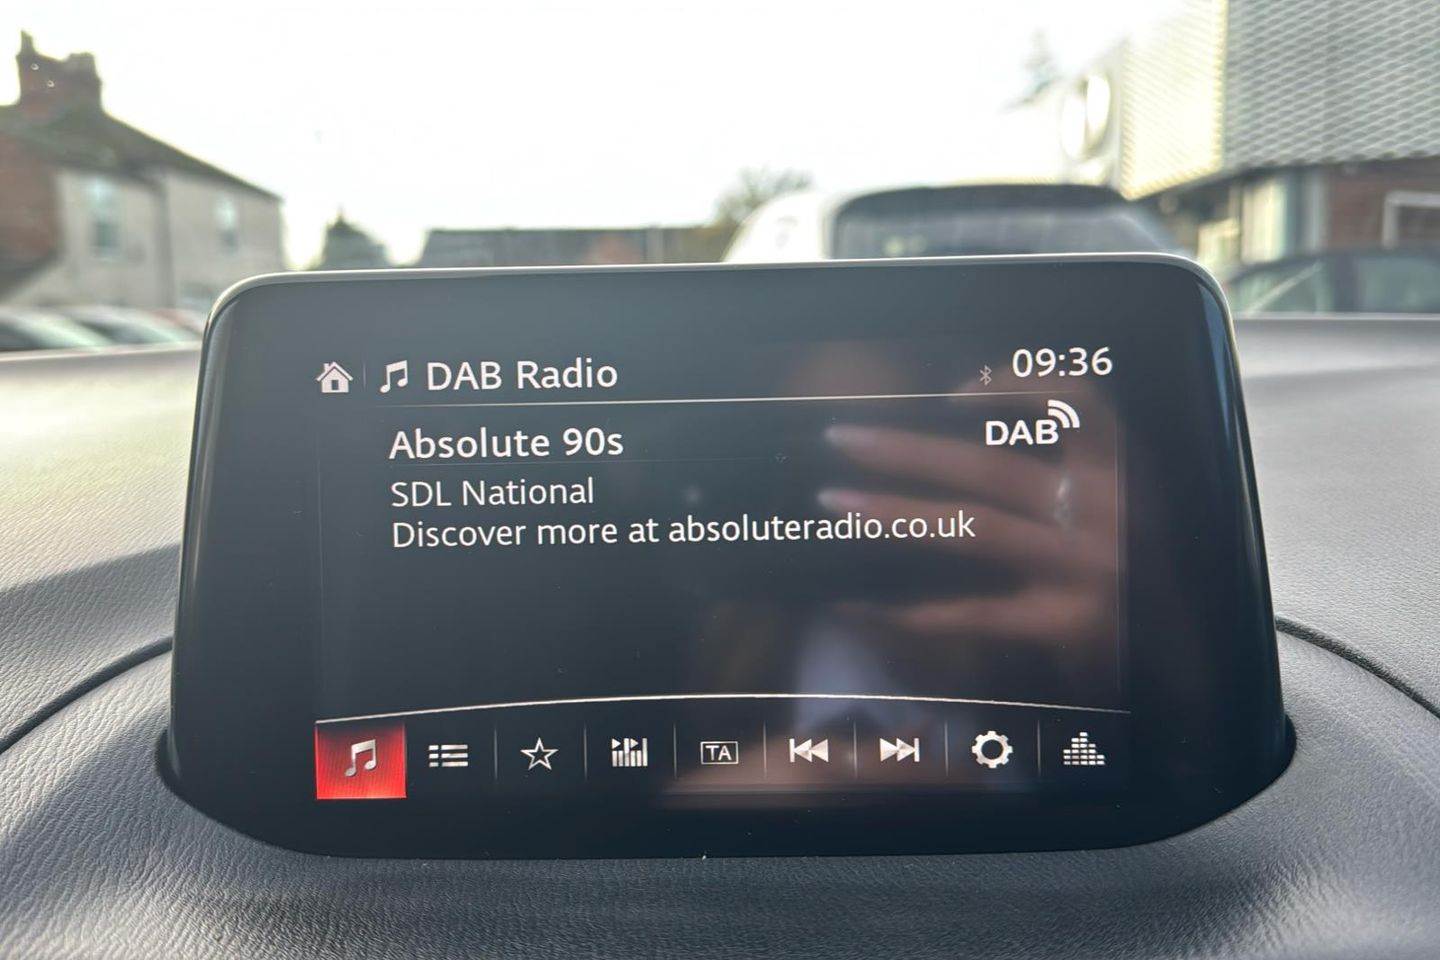 DAB Radio
09:36
Absolute 90s
DAB
SDL National
Discover more at absoluteradio.co.uk
TA